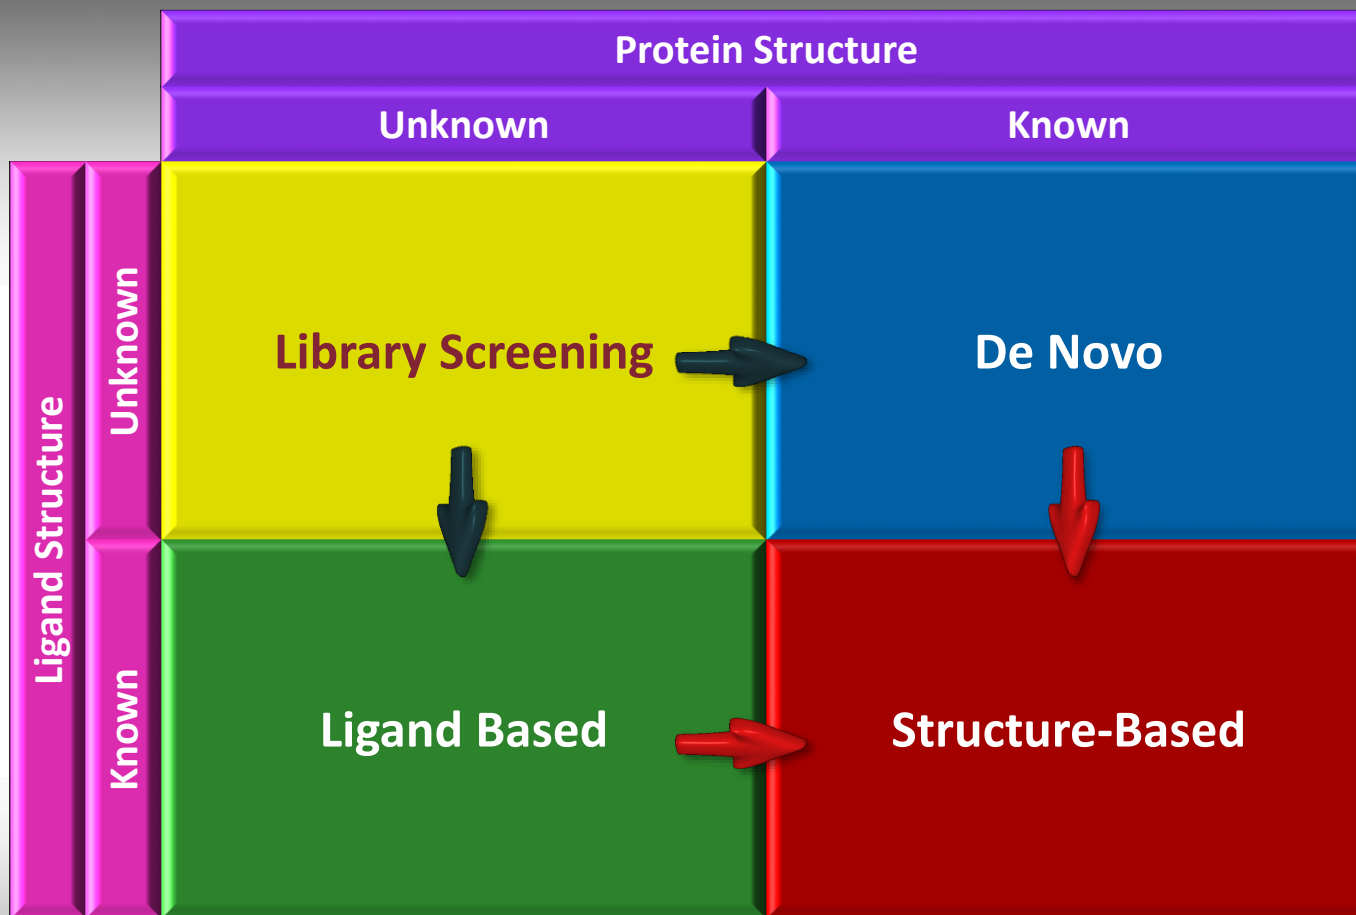 Protein Structure
Unknown
Known
Ligand Structure
Unknown
Library Screening
De Novo
Known
Ligand Based
Structure-Based